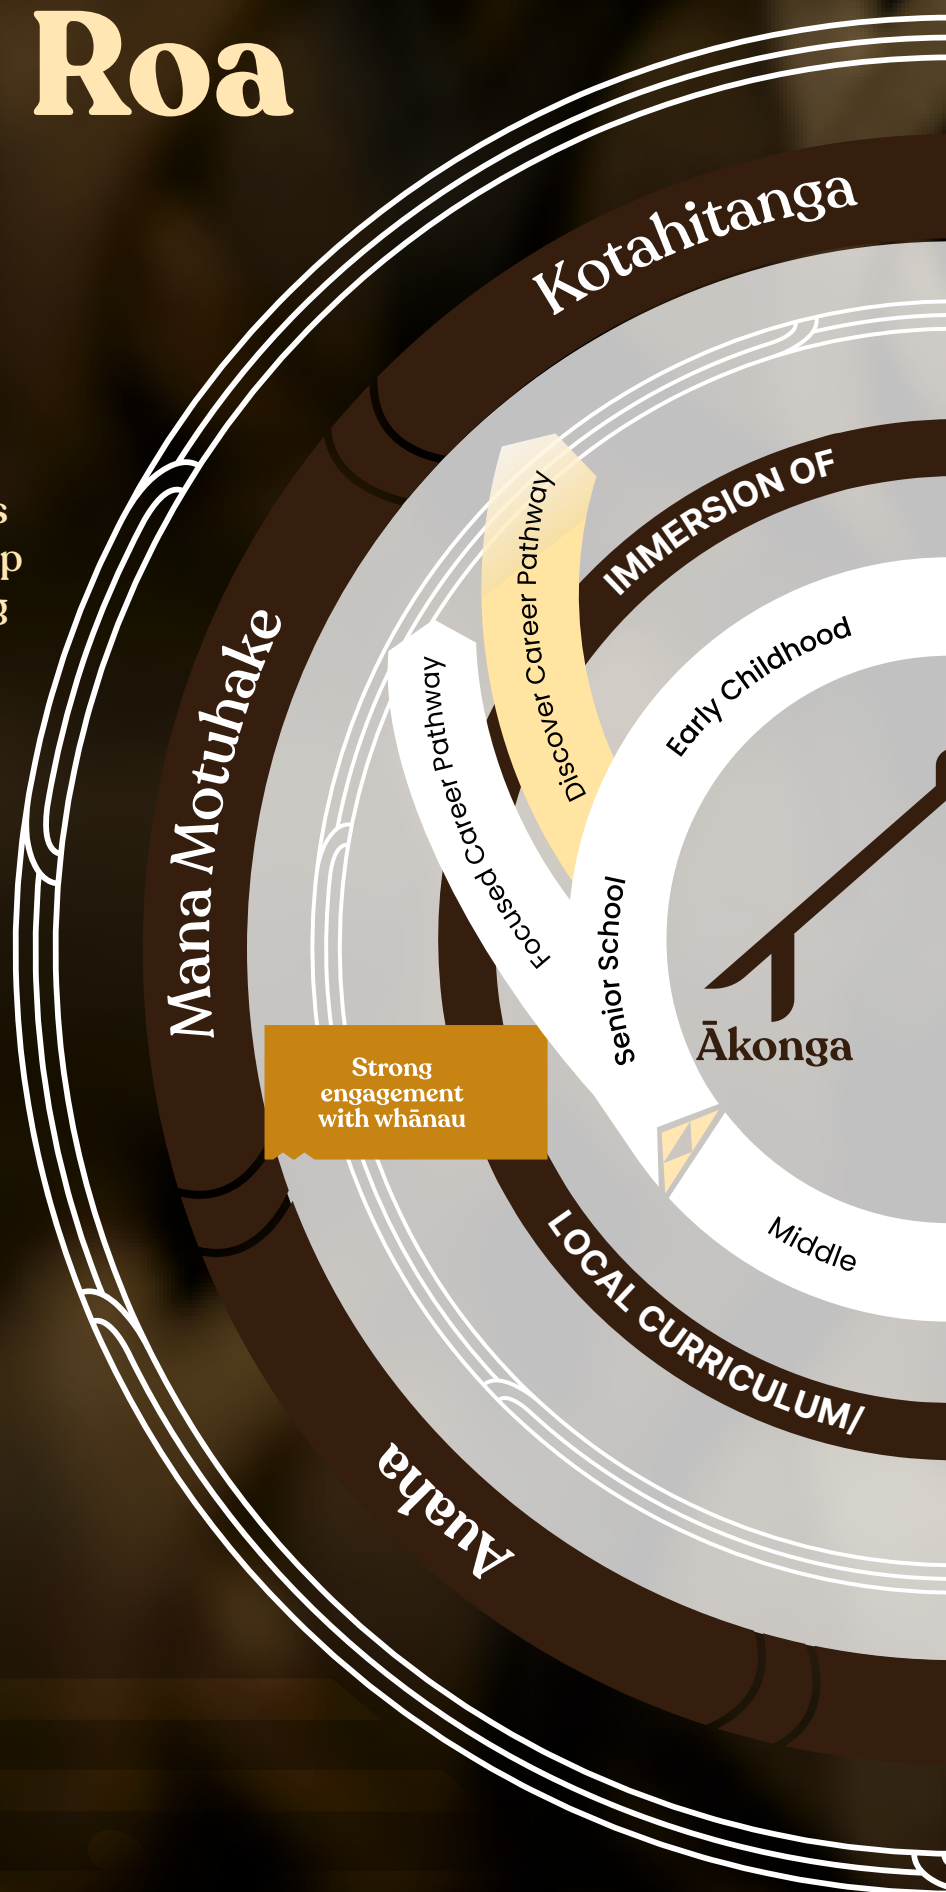 Roa
Kotahitanga
s
p
g
IMMERSION OF
Discover Career Pathway
Early Childhood
Mana Motuhake
Focused Career Pathway
Senior School
Ākonga
Strong
engagement
with whānau
LOCAL CURRICULUM/
Middle
Auaha